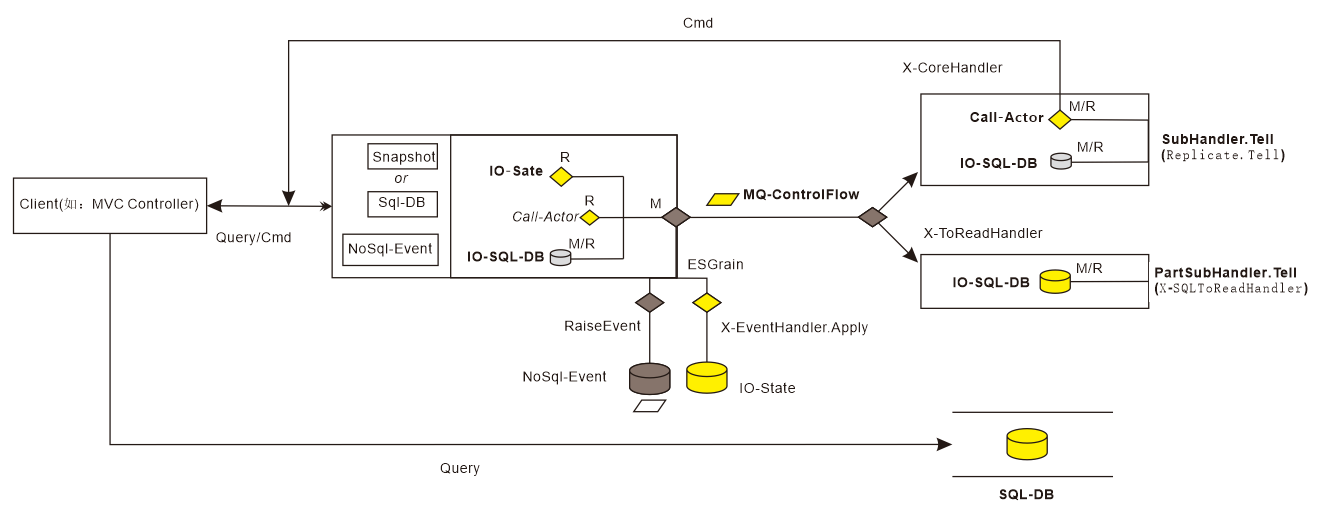 Cmd
X-CoreHandler
Call-Actor
M/R
IO-SQL-DB
M/R
SubHandler.Tell
(Replicate.Tell)
Snapshot
or
Sql-DB
NoSql-Event
R
IO-Sate
R
Call-Actor
M/R
IO-SQL-DB
M
MQ-ControlFlow
Client(如：MVC Controller)
Query/Cmd
X-ToReadHandler
M/R
IO-SQL-DB
PartSubHandler.Tell
(X-SQLToReadHandler)
ESGrain
RaiseEvent
X-EventHandler.Apply
NoSql-Event
IO-State
Query
SQL-DB